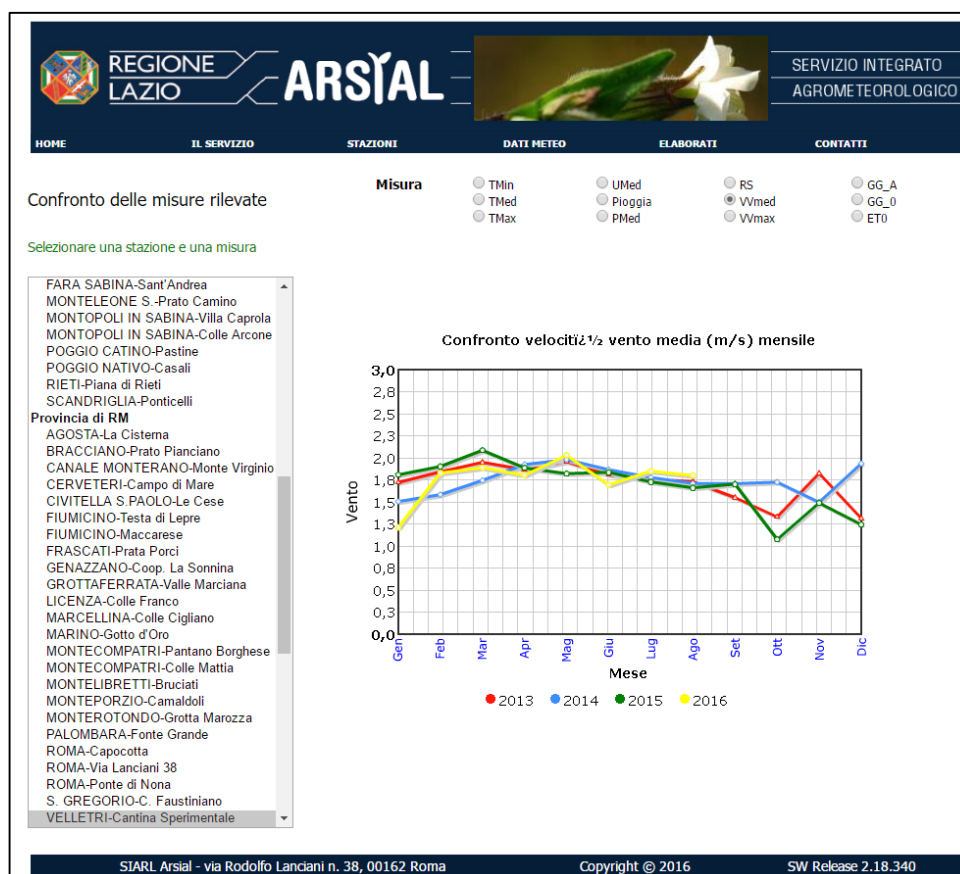 REGIONE
LAZIO
ARSIAL
SERVIZIO INTEGRATO
AGROMETEOROLOGICO
HOME IL SERVIZIO STAZIONI DATI METEO ELABORATI CONTATTI
Confronto delle misure rilevate
Selezionare una stazione e una misura
Misura
TMin UMed RS GG_A
TMed Pioggia VVmed GG_0
TMax PMed VVmax ET0
FARA SABINA-Sant'Andrea
MONTELEONE S.-Prato Camino
MONTOPOLI IN SABINA-Villa Caprola
MONTOPOLI IN SABINA-Colle Arcone
POGGIO CATINO-Pastine
POGGIO NATIVO-Casali
RIETI-Piana di Rieti
SCANDRIGLIA-Ponticelli
Provincia di RM
AGOSTA-La Cisterna
BRACCIANO-Prato Pianciano
CANALE MONTERANO-Monte Virginio
CERVETERI-Campo di Mare
CIVITELLA S.PAOLO-Le Cese
FIUMICINO-Testa di Lepre
FIUMICINO-Maccarese
FRASCATI-Prata Porci
GENAZZANO-Coop. La Sonnina
GROTTAFERRATA-Valle Marciana
LICENZA-Colle Franco
MARCELLINA-Colle Cigliano
MARINO-Gotto d'Oro
MONTECOMPATRI-Pantano Borghese
MONTECOMPATRI-Colle Mattia
MONTELIBRETTI-Bruciati
MONTEPORZIO-Camaldoli
MONTEROTONDO-Grotta Marozza
PALOMBARA-Fonte Grande
ROMA-Capocotta
ROMA-Via Lanciani 38
ROMA-Ponte di Nona
S. GREGORIO-C. Faustiniano
VELLETRI-Cantina Sperimentale
Confronto velocitï¿½ vento media (m/s) mensile
3,0
2,8
2,5
2,3
2,0
1,8
1,5
1,3
1,0
0,8
0,5
0,3
0,0
Vento
Gen Feb Mar Apr Mag Giu Lug Ago Set Ott Nov Dic
Mese
2013 2014 2015 2016
SIARL Arsial - via Rodolfo Lanciani n. 38, 00162 Roma Copyright © 2016 SW Release 2.18.340